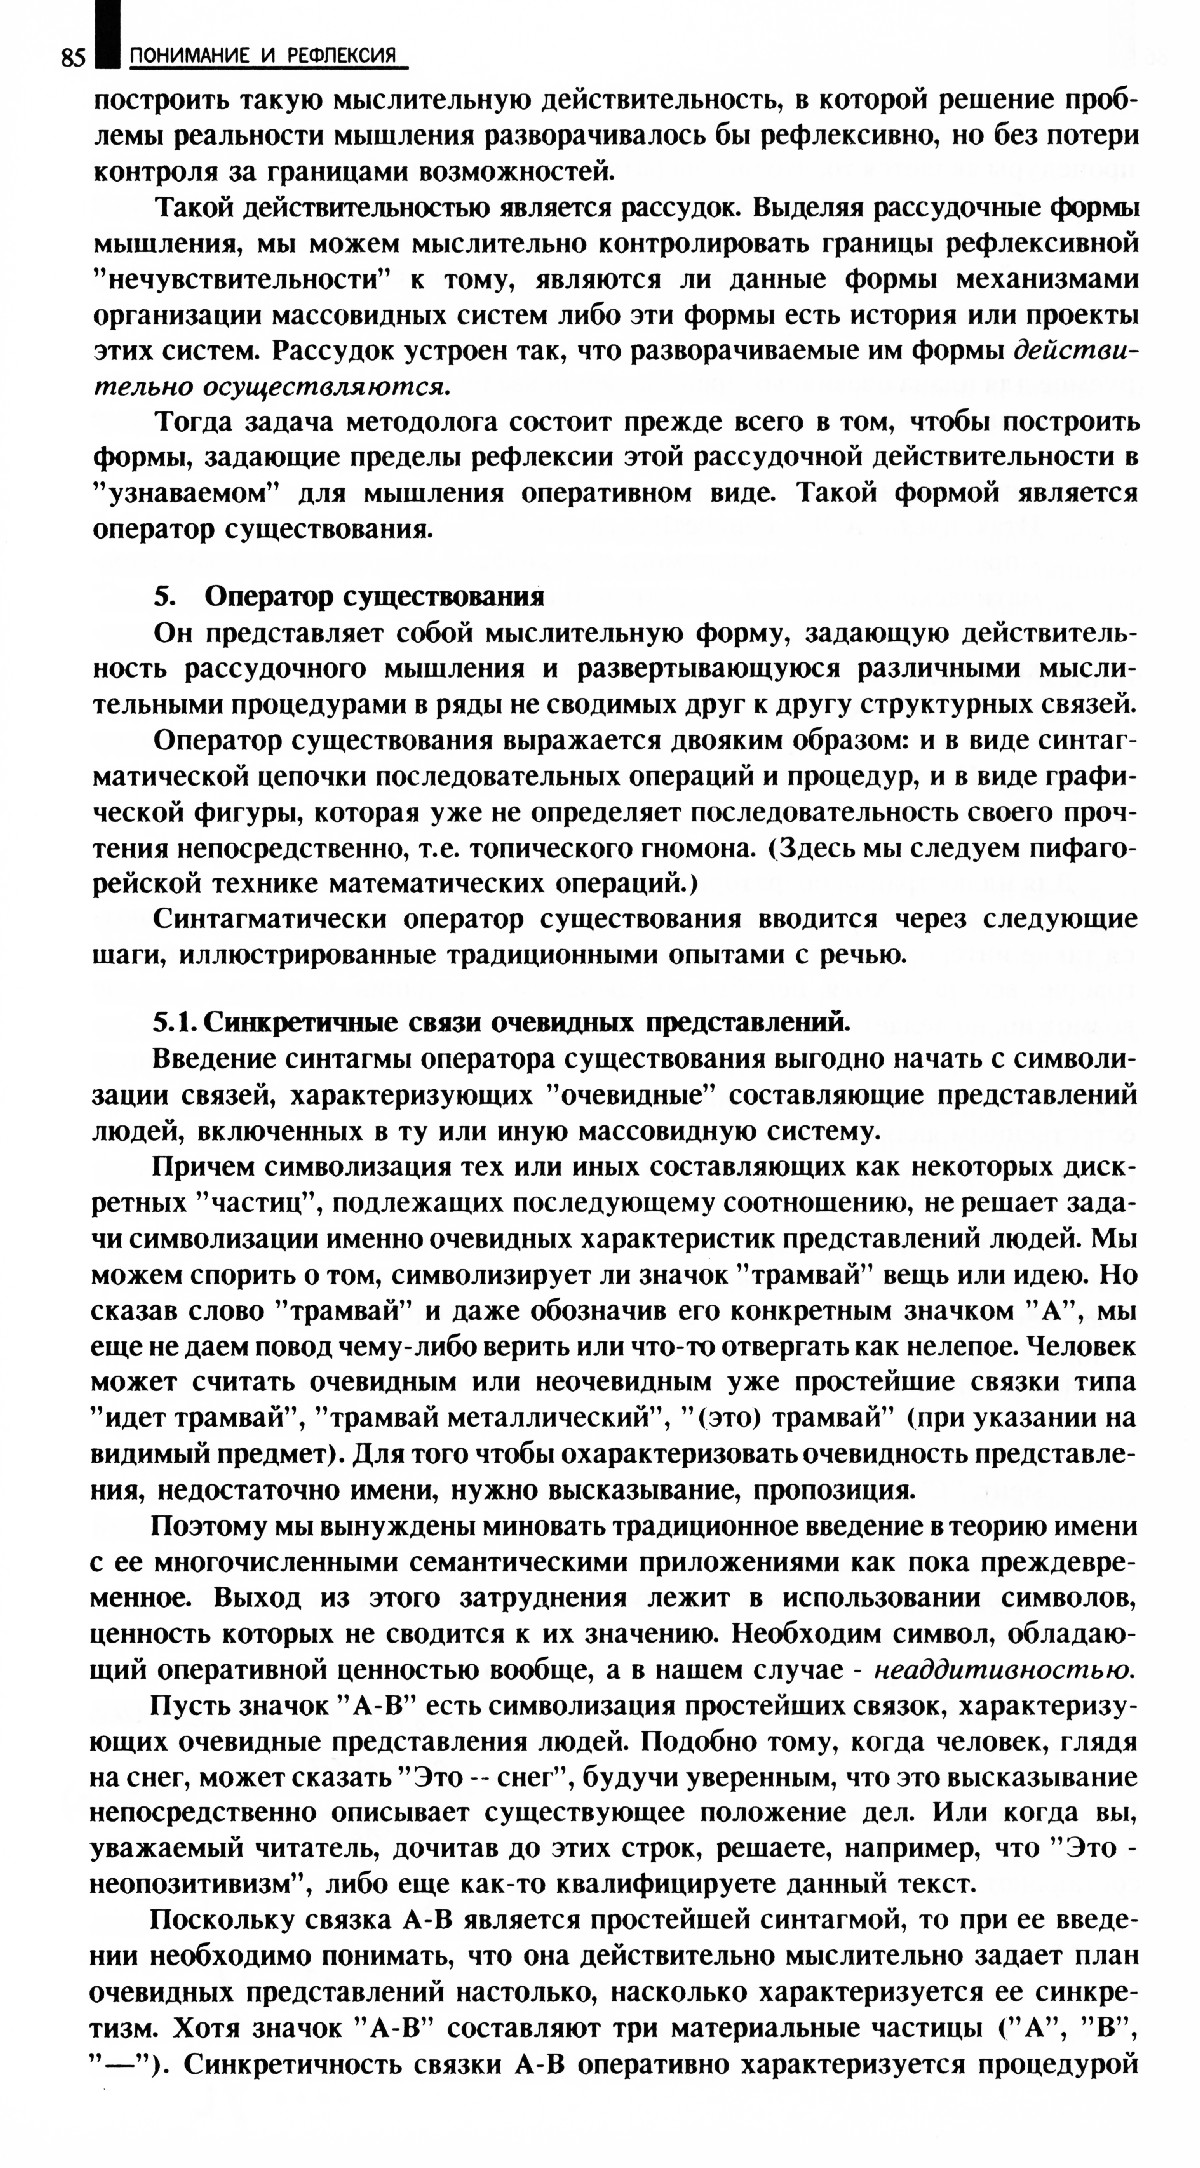 85 ПОНИМАНИЕ И РЕФЛЕКСИЯ
построить такую мыслительную действительность, в которой решение проб-
лемы реальности мышления разворачивалось бы рефлексивно, но без потери
контроля за границами возможностей.
Такой действительностью является рассудок. Выделяя рассудочные формы
мышления, мы можем мыслительно контролировать границы рефлексивной
"нечувствительности" к тому, являются ли данные формы механизмами
организации массовидных систем либо эти формы есть история или проекты
этих систем. Рассудок устроен так, что разворачиваемые им формы действи-
тельно осуществляются.
Тогда задача методолога состоит прежде всего в том, чтобы построить
формы, задающие пределы рефлексии этой рассудочной действительности в
"узнаваемом" для мышления оперативном виде. Такой формой является
оператор существования.
5. Оператор существования
Он представляет собой мыслительную форму, задающую действитель-
ность рассудочного мышления и развертывающуюся различными мысли-
тельными процедурами в ряды не сводимых друг к другу структурных связей.
Оператор существования выражается двояким образом: и в виде синтаг-
матической цепочки последовательных операций и процедур, и в виде графи-
ческой фигуры, которая уже не определяет последовательность своего проч-
тения непосредственно, т.е. топического гномона. (Здесь мы следуем пифаго-
рейской технике математических операций.)
Синтагматически оператор существования вводится через следующие
шаги, иллюстрированные традиционными опытами с речью.
5.1. Синкретичные связи очевидных представлений.
Введение синтагмы оператора существования выгодно начать с символи-
зации связей, характеризующих "очевидные" составляющие представлений
людей, включенных в ту или иную массовидную систему.
Причем символизация тех или иных составляющих как некоторых диск-
ретных "частиц", подлежащих последующему соотношению, не решает зада-
чи символизации именно очевидных характеристик представлений людей. Мы
можем спорить о том, символизирует ли значок "трамвай" вещь или идею. Но
сказав слово "трамвай" и даже обозначив его конкретным значком "А", мы
еще не даем повод чему-либо верить или что-то отвергать как нелепое. Человек
может считать очевидным или неочевидным уже простейшие связки типа
"идет трамвай", "трамвай металлический", "(это) трамвай" (при указании на
видимый предмет). Для того чтобы охарактеризовать очевидность представле-
ния, недостаточно имени, нужно высказывание, пропозиция.
Поэтому мы вынуждены миновать традиционное введение в теорию имени
с ее многочисленными семантическими приложениями как пока преждевре-
менное. Выход из этого затруднения лежит в использовании символов,
ценность которых не сводится к их значению. Необходим символ, обладаю-
щий оперативной ценностью вообще, а в нашем случае - неаддитивностью.
Пусть значок "А-В" есть символизация простейших связок, характеризу-
ющих очевидные представления людей. Подобно тому, когда человек, глядя
на снег, может сказать "Это -- снег", будучи уверенным, что это высказывание
непосредственно описывает существующее положение дел. Или когда вы,
уважаемый читатель, дочитав до этих строк, решаете, например, что "Это -
неопозитивизм", либо еще как-то квалифицируете данный текст.
Поскольку связка А-В является простейшей синтагмой, то при ее введе-
нии необходимо понимать, что она действительно мыслительно задает план
очевидных представлений настолько, насколько характеризуется ее синкре-
тизм. Хотя значок "А-В" составляют три материальные частицы ("А", "В",
"—"). Синкретичность связки А-В оперативно характеризуется процедурой